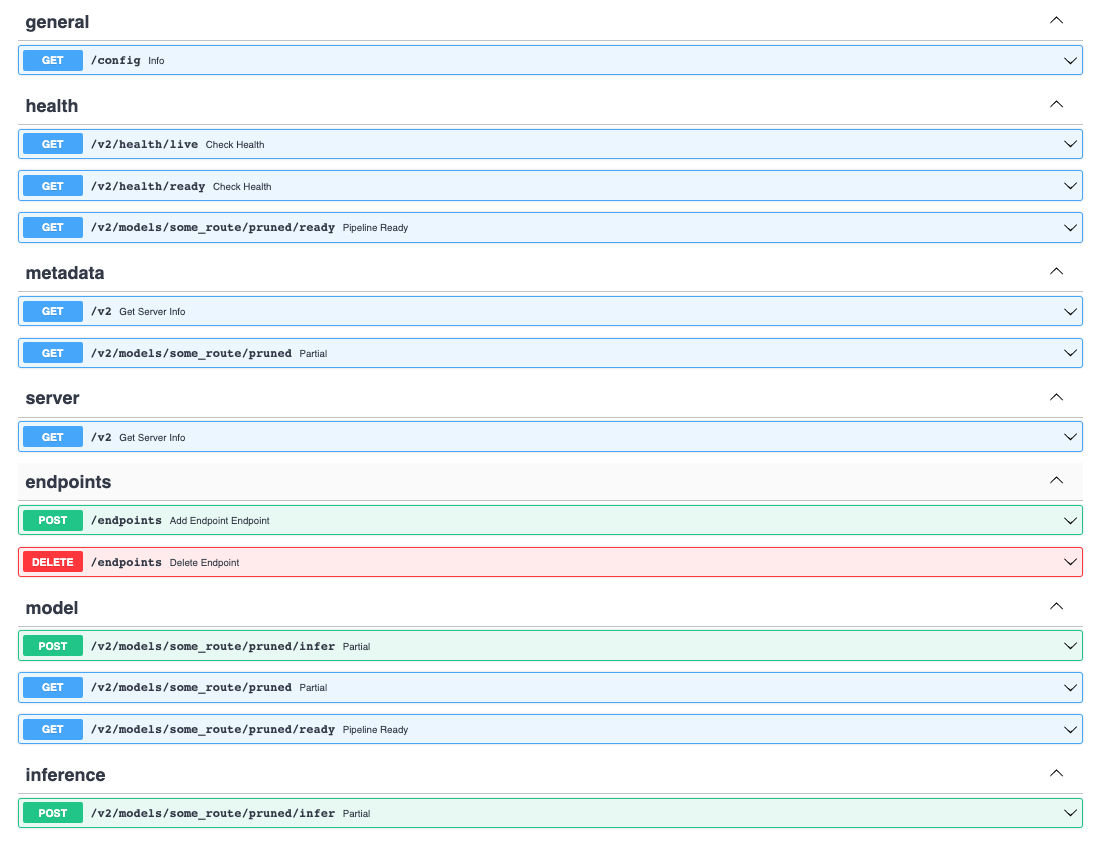 general
GET /config Info
health
GET /v2/health/live Check Health
GET /v2/health/ready Check Health
GET /v2/models/some_route/pruned/ready Pipeline Ready
metadata
GET /v2 Get Server Info
GET /v2/models/some_route/pruned Partial
server
GET /v2 Get Server Info
endpoints
POST /endpoints Add Endpoint Endpoint
DELETE /endpoints Delete Endpoint
model
POST /v2/models/some_route/pruned/infer Partial
GET /v2/models/some_route/pruned Partial
GET /v2/models/some_route/pruned/ready Pipeline Ready
inference
POST /v2/models/some_route/pruned/infer Partial